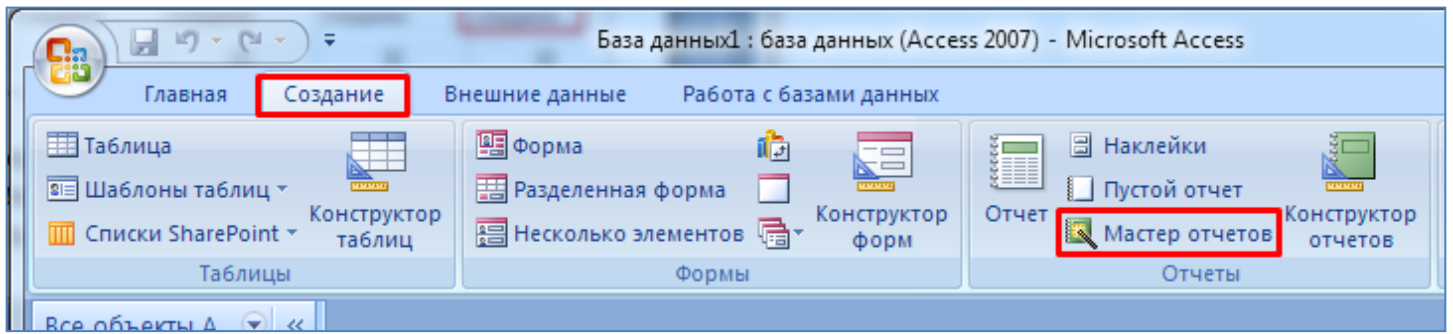 База данных1 : база данных (Access 2007) - Microsoft Access
Главная Создание Внешние данные Работа с базами данных
Таблица
Шаблоны таблиц
Списки SharePoint
Конструктор
таблиц
Таблицы
Форма
Разделенная форма
Несколько элементов
Конструктор
форм
Формы
Отчет
Наклейки
Пустой отчет
Мастер отчетов
Конструктор
отчетов
Отчеты
Все объекты A